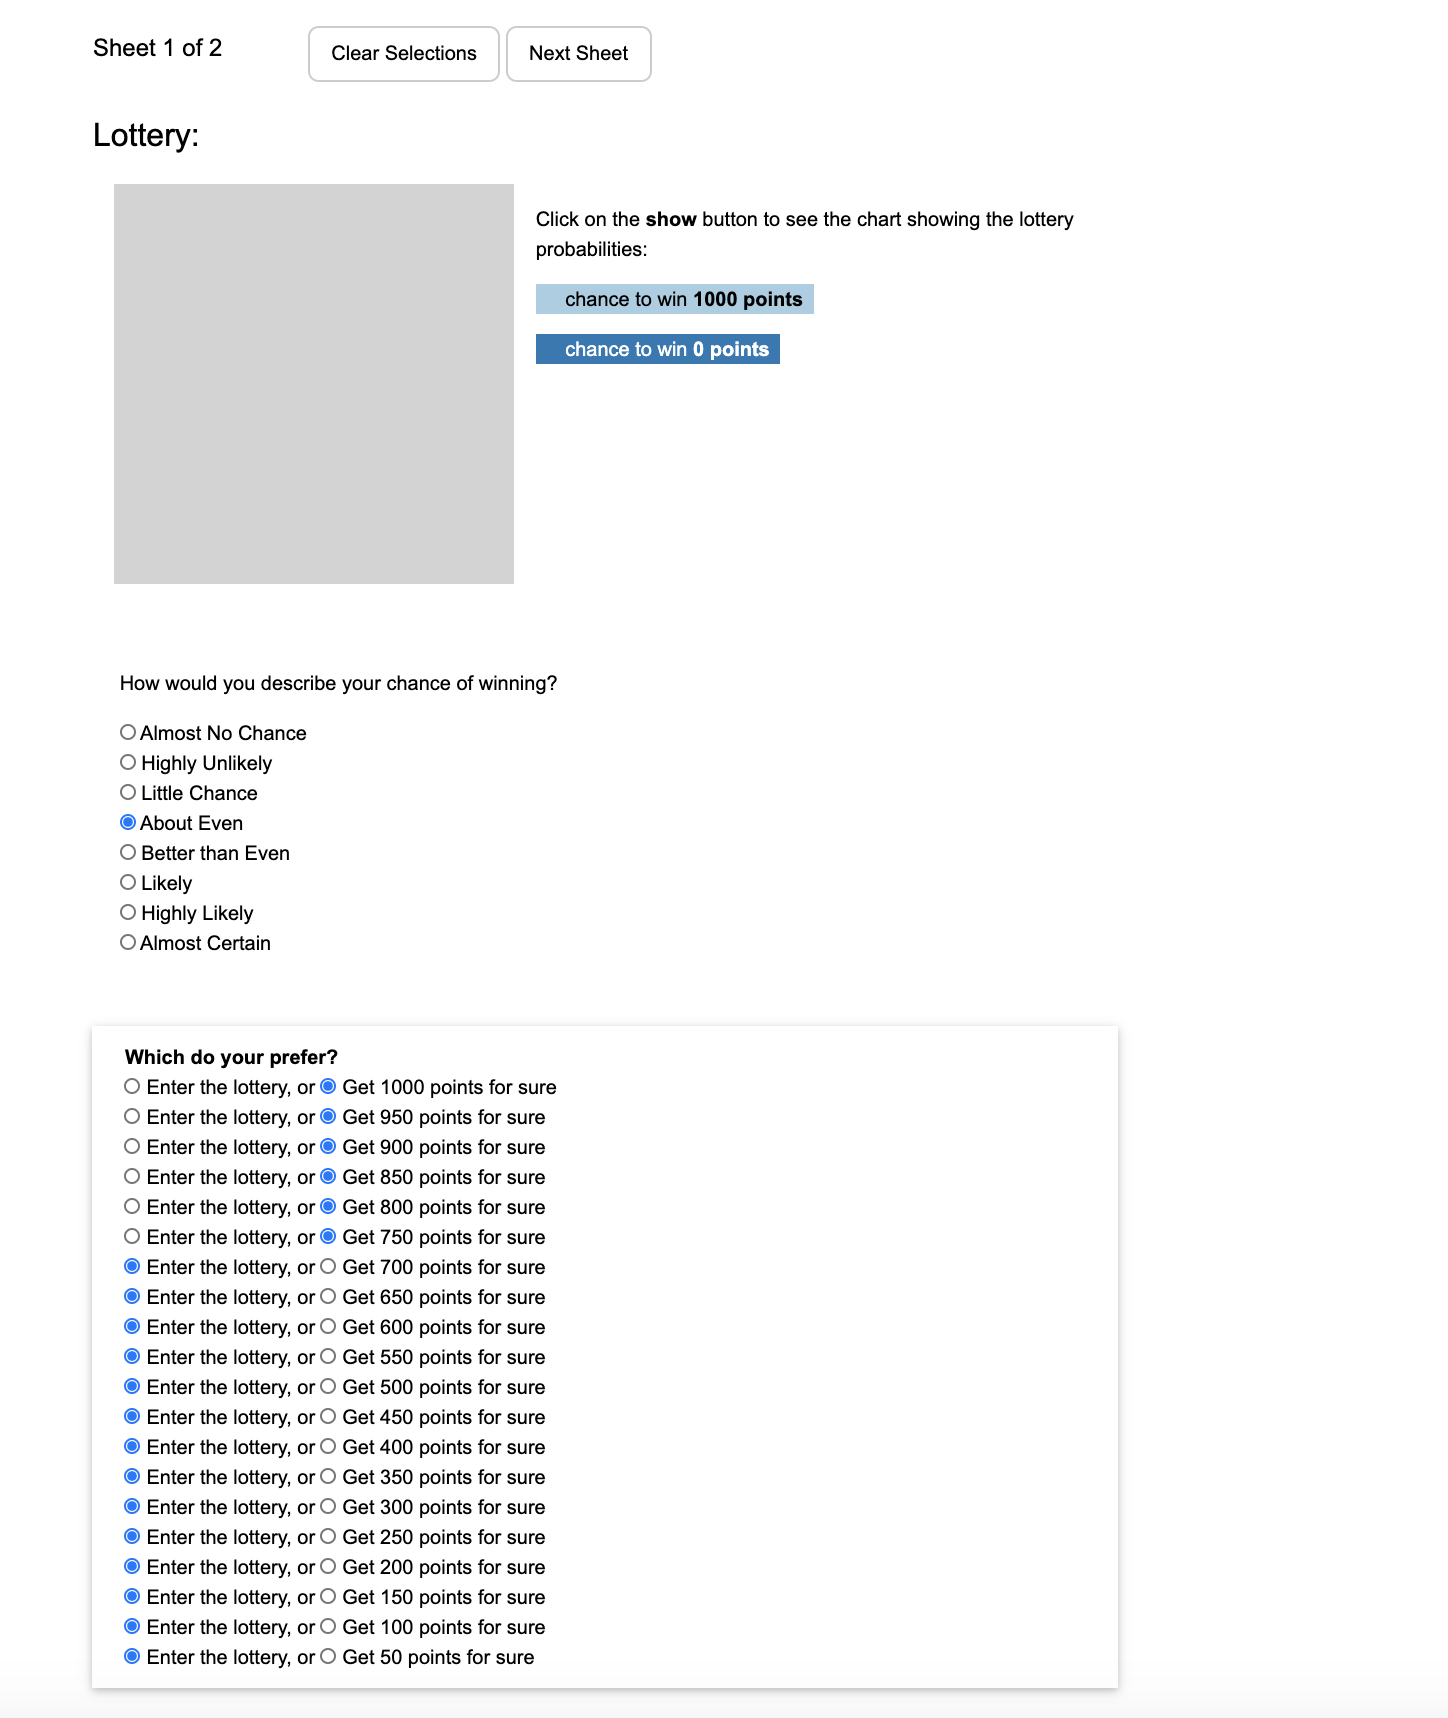 Sheet 1 of 2
Clear Selections
Next Sheet
Lottery:
Click on the show button to see the chart showing the lottery
probabilities:
chance to win 1000 points
chance to win 0 points
How would you describe your chance of winning?
Almost No Chance
Highly Unlikely
Little Chance
About Even
Better than Even
Likely
Highly Likely
Almost Certain
Which do your prefer?
Enter the lottery, or Get 1000 points for sure
Enter the lottery, or Get 950 points for sure
Enter the lottery, or Get 900 points for sure
Enter the lottery, or Get 850 points for sure
Enter the lottery, or Get 800 points for sure
Enter the lottery, or Get 750 points for sure
Enter the lottery, or Get 700 points for sure
Enter the lottery, or Get 650 points for sure
Enter the lottery, or Get 600 points for sure
Enter the lottery, or Get 550 points for sure
Enter the lottery, or Get 500 points for sure
Enter the lottery, or Get 450 points for sure
Enter the lottery, or Get 400 points for sure
Enter the lottery, or Get 350 points for sure
Enter the lottery, or Get 300 points for sure
Enter the lottery, or Get 250 points for sure
Enter the lottery, or Get 200 points for sure
Enter the lottery, or Get 150 points for sure
Enter the lottery, or Get 100 points for sure
Enter the lottery, or Get 50 points for sure